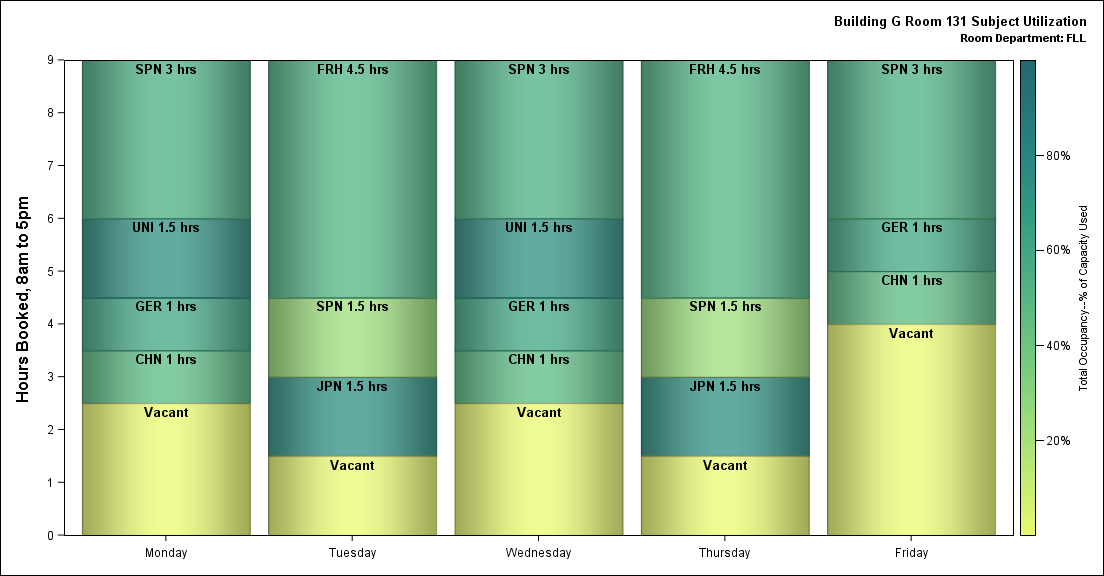 Building G Room 131 Subject Utilization
Room Department: FLL
Hours Booked, 8am to 5pm
9
8
7
6
5
4
3
2
1
0
SPN 3 hrs
UNI 1.5 hrs
GER 1 hrs
CHN 1 hrs
Vacant
FRH 4.5 hrs
SPN 1.5 hrs
JPN 1.5 hrs
Vacant
SPN 3 hrs
UNI 1.5 hrs
GER 1 hrs
CHN 1 hrs
Vacant
FRH 4.5 hrs
SPN 1.5 hrs
JPN 1.5 hrs
Vacant
SPN 3 hrs
GER 1 hrs
CHN 1 hrs
Vacant
Monday
Tuesday
Wednesday
Thursday
Friday
80%
60%
40%
20%
Total Occupancy--% of Capacity Used